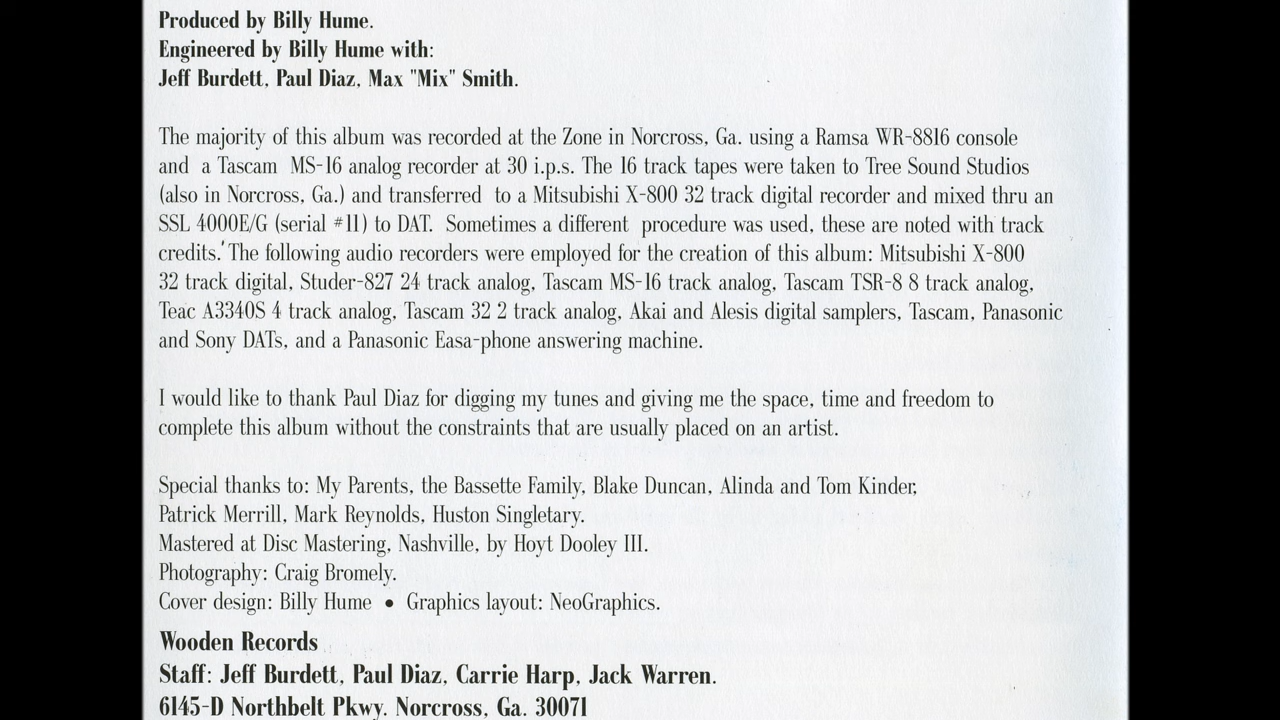 Produced by Billy Hume.
Engineered by Billy Hume with:
Jeff Burdett, Paul Diaz, Max "Mix" Smith.
The majority of this album was recorded at the Zone in Norcross, Ga. using a Ramsa WR-8816 console
and a Tascam MS-16 analog recorder at 30 i.p.s. The 16 track tapes were taken to Tree Sound Studios
(also in Norcross, Ga.) and transferred to a Mitsubishi X-800 32 track digital recorder and mixed thru an
SSL 4000E/G (serial #11) to DAT. Sometimes a different procedure was used, these are noted with track
credits. The following audio recorders were employed for the creation of this album: Mitsubishi X-800
32 track digital, Studer-827 24 track analog, Tascam MS-16 track analog, Tascam TSR-8 8 track analog,
Teac A3340S 4 track analog, Tascam 32 2 track analog, Akai and Alesis digital samplers, Tascam, Panasonic
and Sony DATs, and a Panasonic Easa-phone answering machine.
I would like to thank Paul Diaz for digging my tunes and giving me the space, time and freedom to
complete this album without the constraints that are usually placed on an artist.
Special thanks to: My Parents, the Bassette Family, Blake Duncan, Alinda and Tom Kinder,
Patrick Merrill, Mark Reynolds, Huston Singletary.
Mastered at Disc Mastering, Nashville, by Hoyt Dooley III.
Photography: Craig Bromely.
Cover design: Billy Hume • Graphics layout: NeoGraphics.
Wooden Records
Staff: Jeff Burdett, Paul Diaz, Carrie Harp, Jack Warren.
6145-D Northbelt Pkwy. Norcross, Ga. 30071